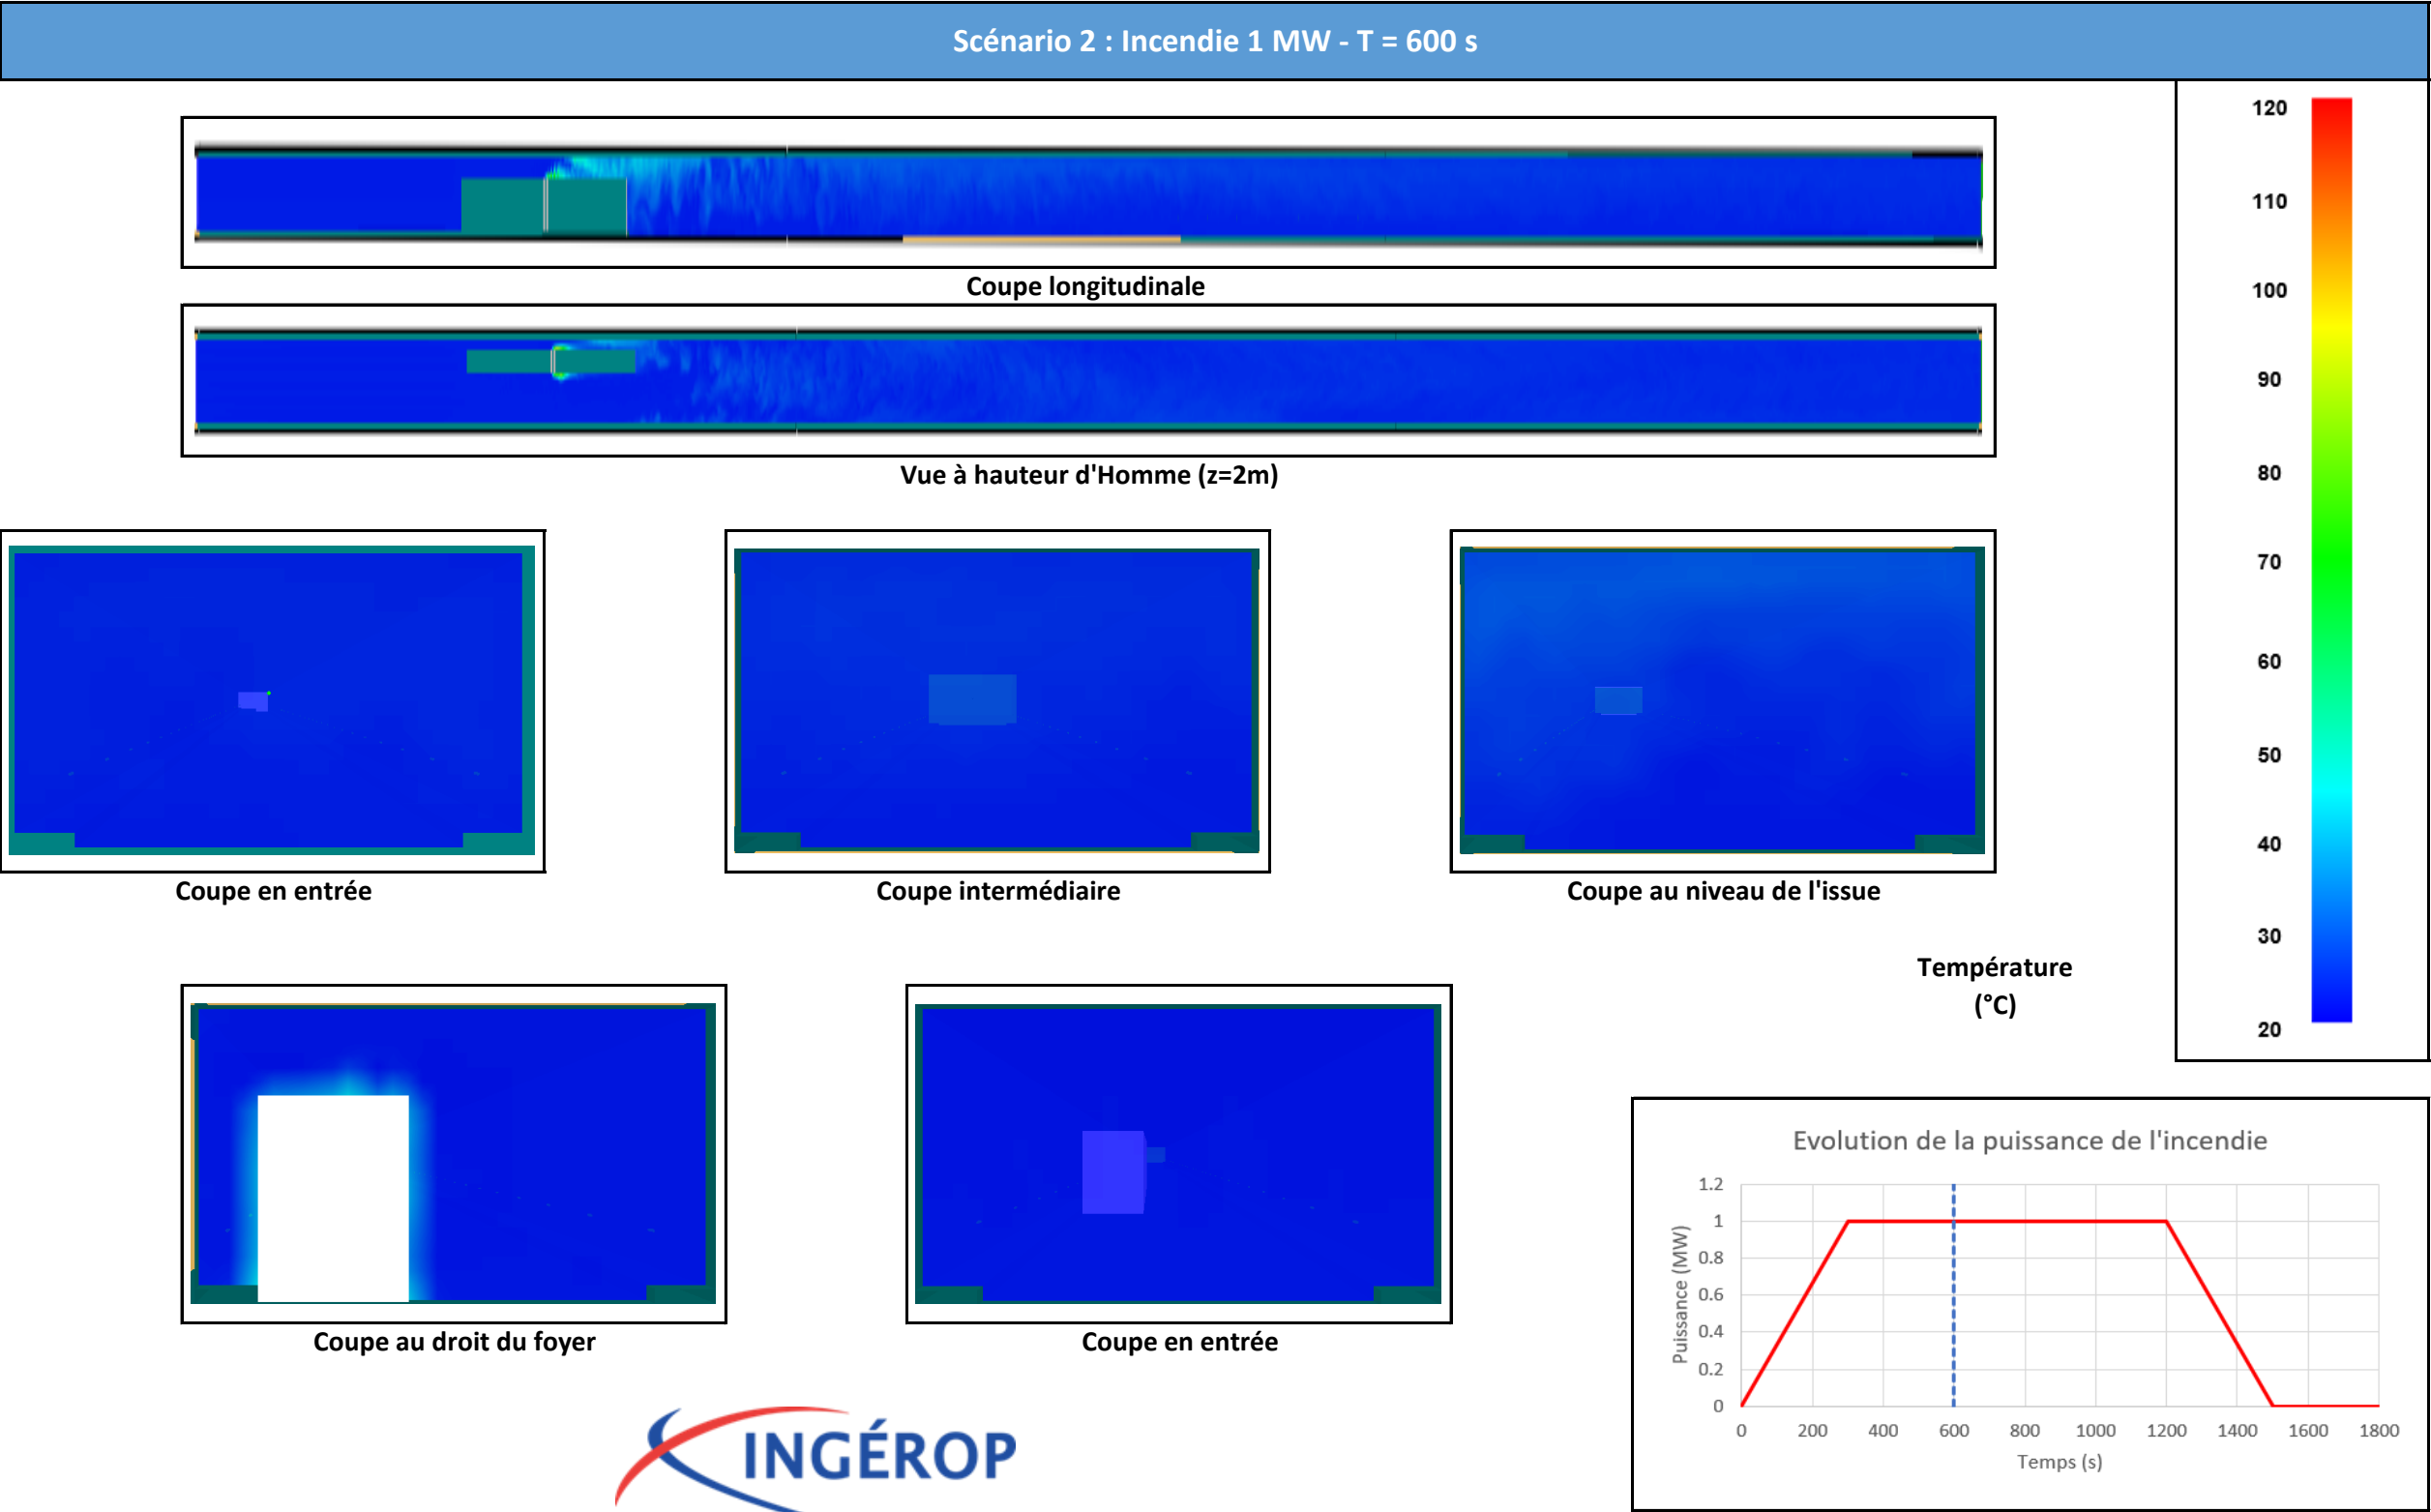 Scénario 2 : Incendie 1 MW - T = 600 s
Coupe longitudinale
Vue à hauteur d'Homme (z=2m)
Coupe en entrée
Coupe intermédiaire
Coupe au niveau de l'issue
Coupe au droit du foyer
Coupe en entrée
120
110
100
90
80
70
60
50
40
30
20
Température
(°C)
Evolution de la puissance de l'incendie
Puissance (MW)
1.2
1
0.8
0.6
0.4
0.2
0
0 200 400 600 800 1000 1200 1400 1600 1800
Temps (s)
INGÉROP